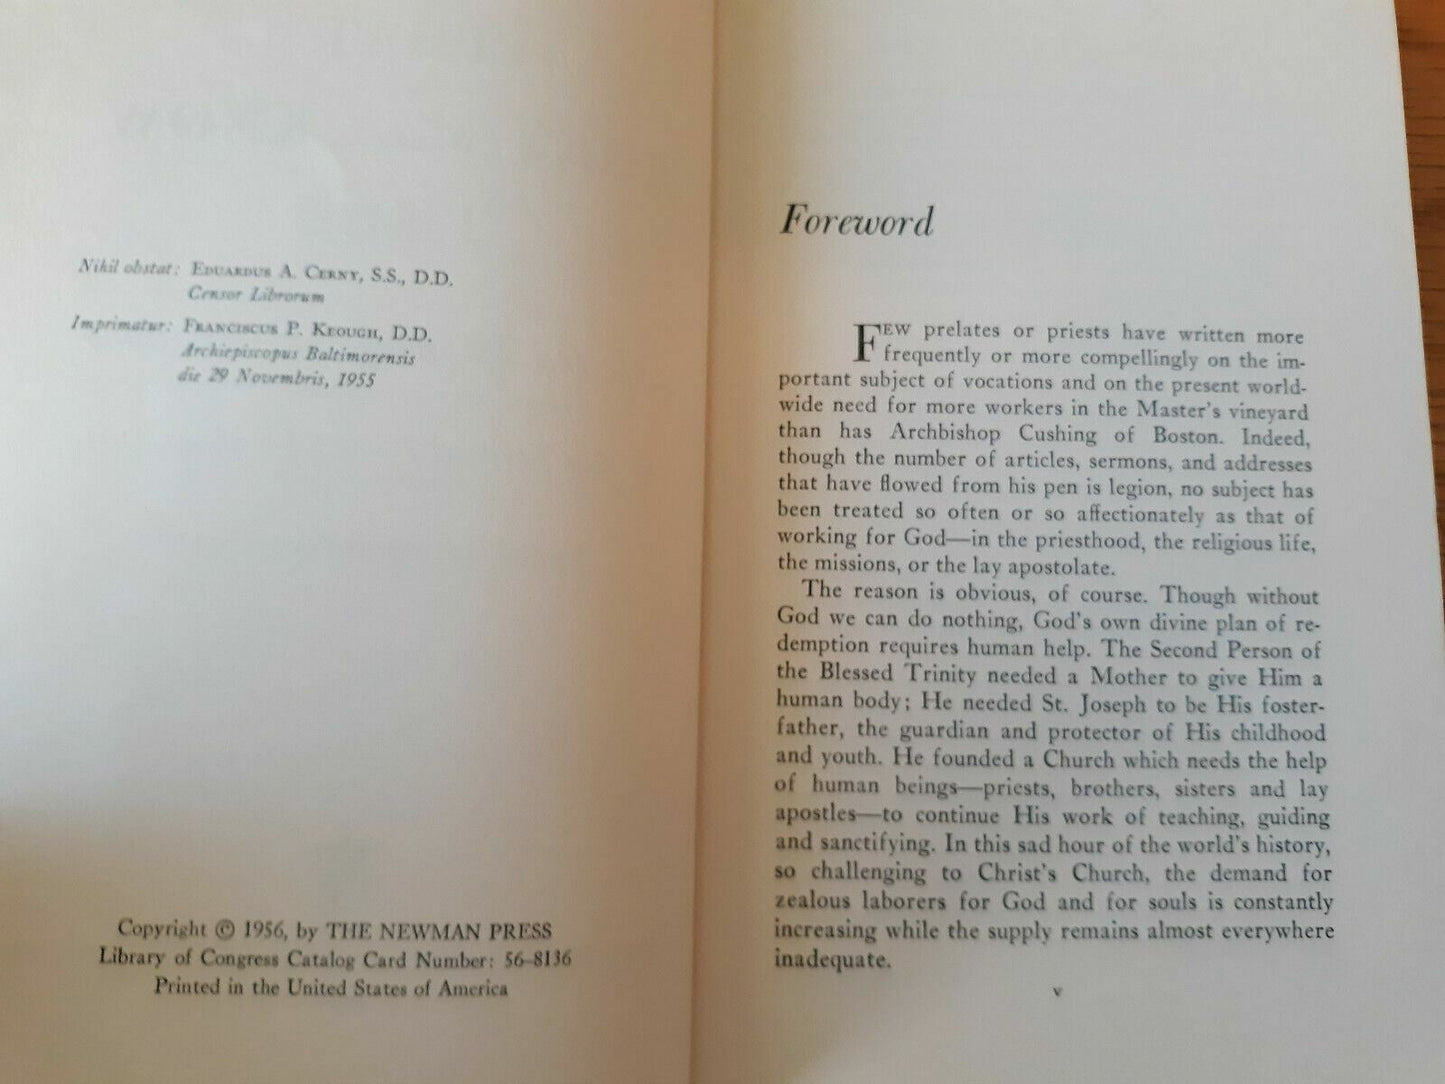 Nihil obstat: EDUARDUS A. CERNY, S.S., D.D.
Censor Librorum
Imprimatur: FRANCISCUS P. KEOUGH, D.D.
Archiepiscopus Baltimorensis
die 29 Novembris, 1955
Copyright © 1956, by THE NEWMAN PRESS
Library of Congress Catalog Card Number: 56-8136
Printed in the United States of America
Foreword
FEW prelates or priests have written more
frequently or more compellingly on the im-
portant subject of vocations and on the present world-
wide need for more workers in the Master's vineyard
than has Archbishop Cushing of Boston. Indeed,
though the number of articles, sermons, and addresses
that have flowed from his pen is legion, no subject has
been treated so often or so affectionately as that of
working for God—in the priesthood, the religious life,
the missions, or the lay apostolate.
The reason is obvious, of course. Though without
God we can do nothing, God's own divine plan of re-
demption requires human help. The Second Person of
the Blessed Trinity needed a Mother to give Him a
human body; He needed St. Joseph to be His foster-
father, the guardian and protector of His childhood
and youth. He founded a Church which needs the help
of human beings—priests, brothers, sisters and lay
apostles—to continue His work of teaching, guiding
and sanctifying. In this sad hour of the world's history,
so challenging to Christ's Church, the demand for
zealous laborers for God and for souls is constantly
increasing while the supply remains almost everywhere
inadequate.
v